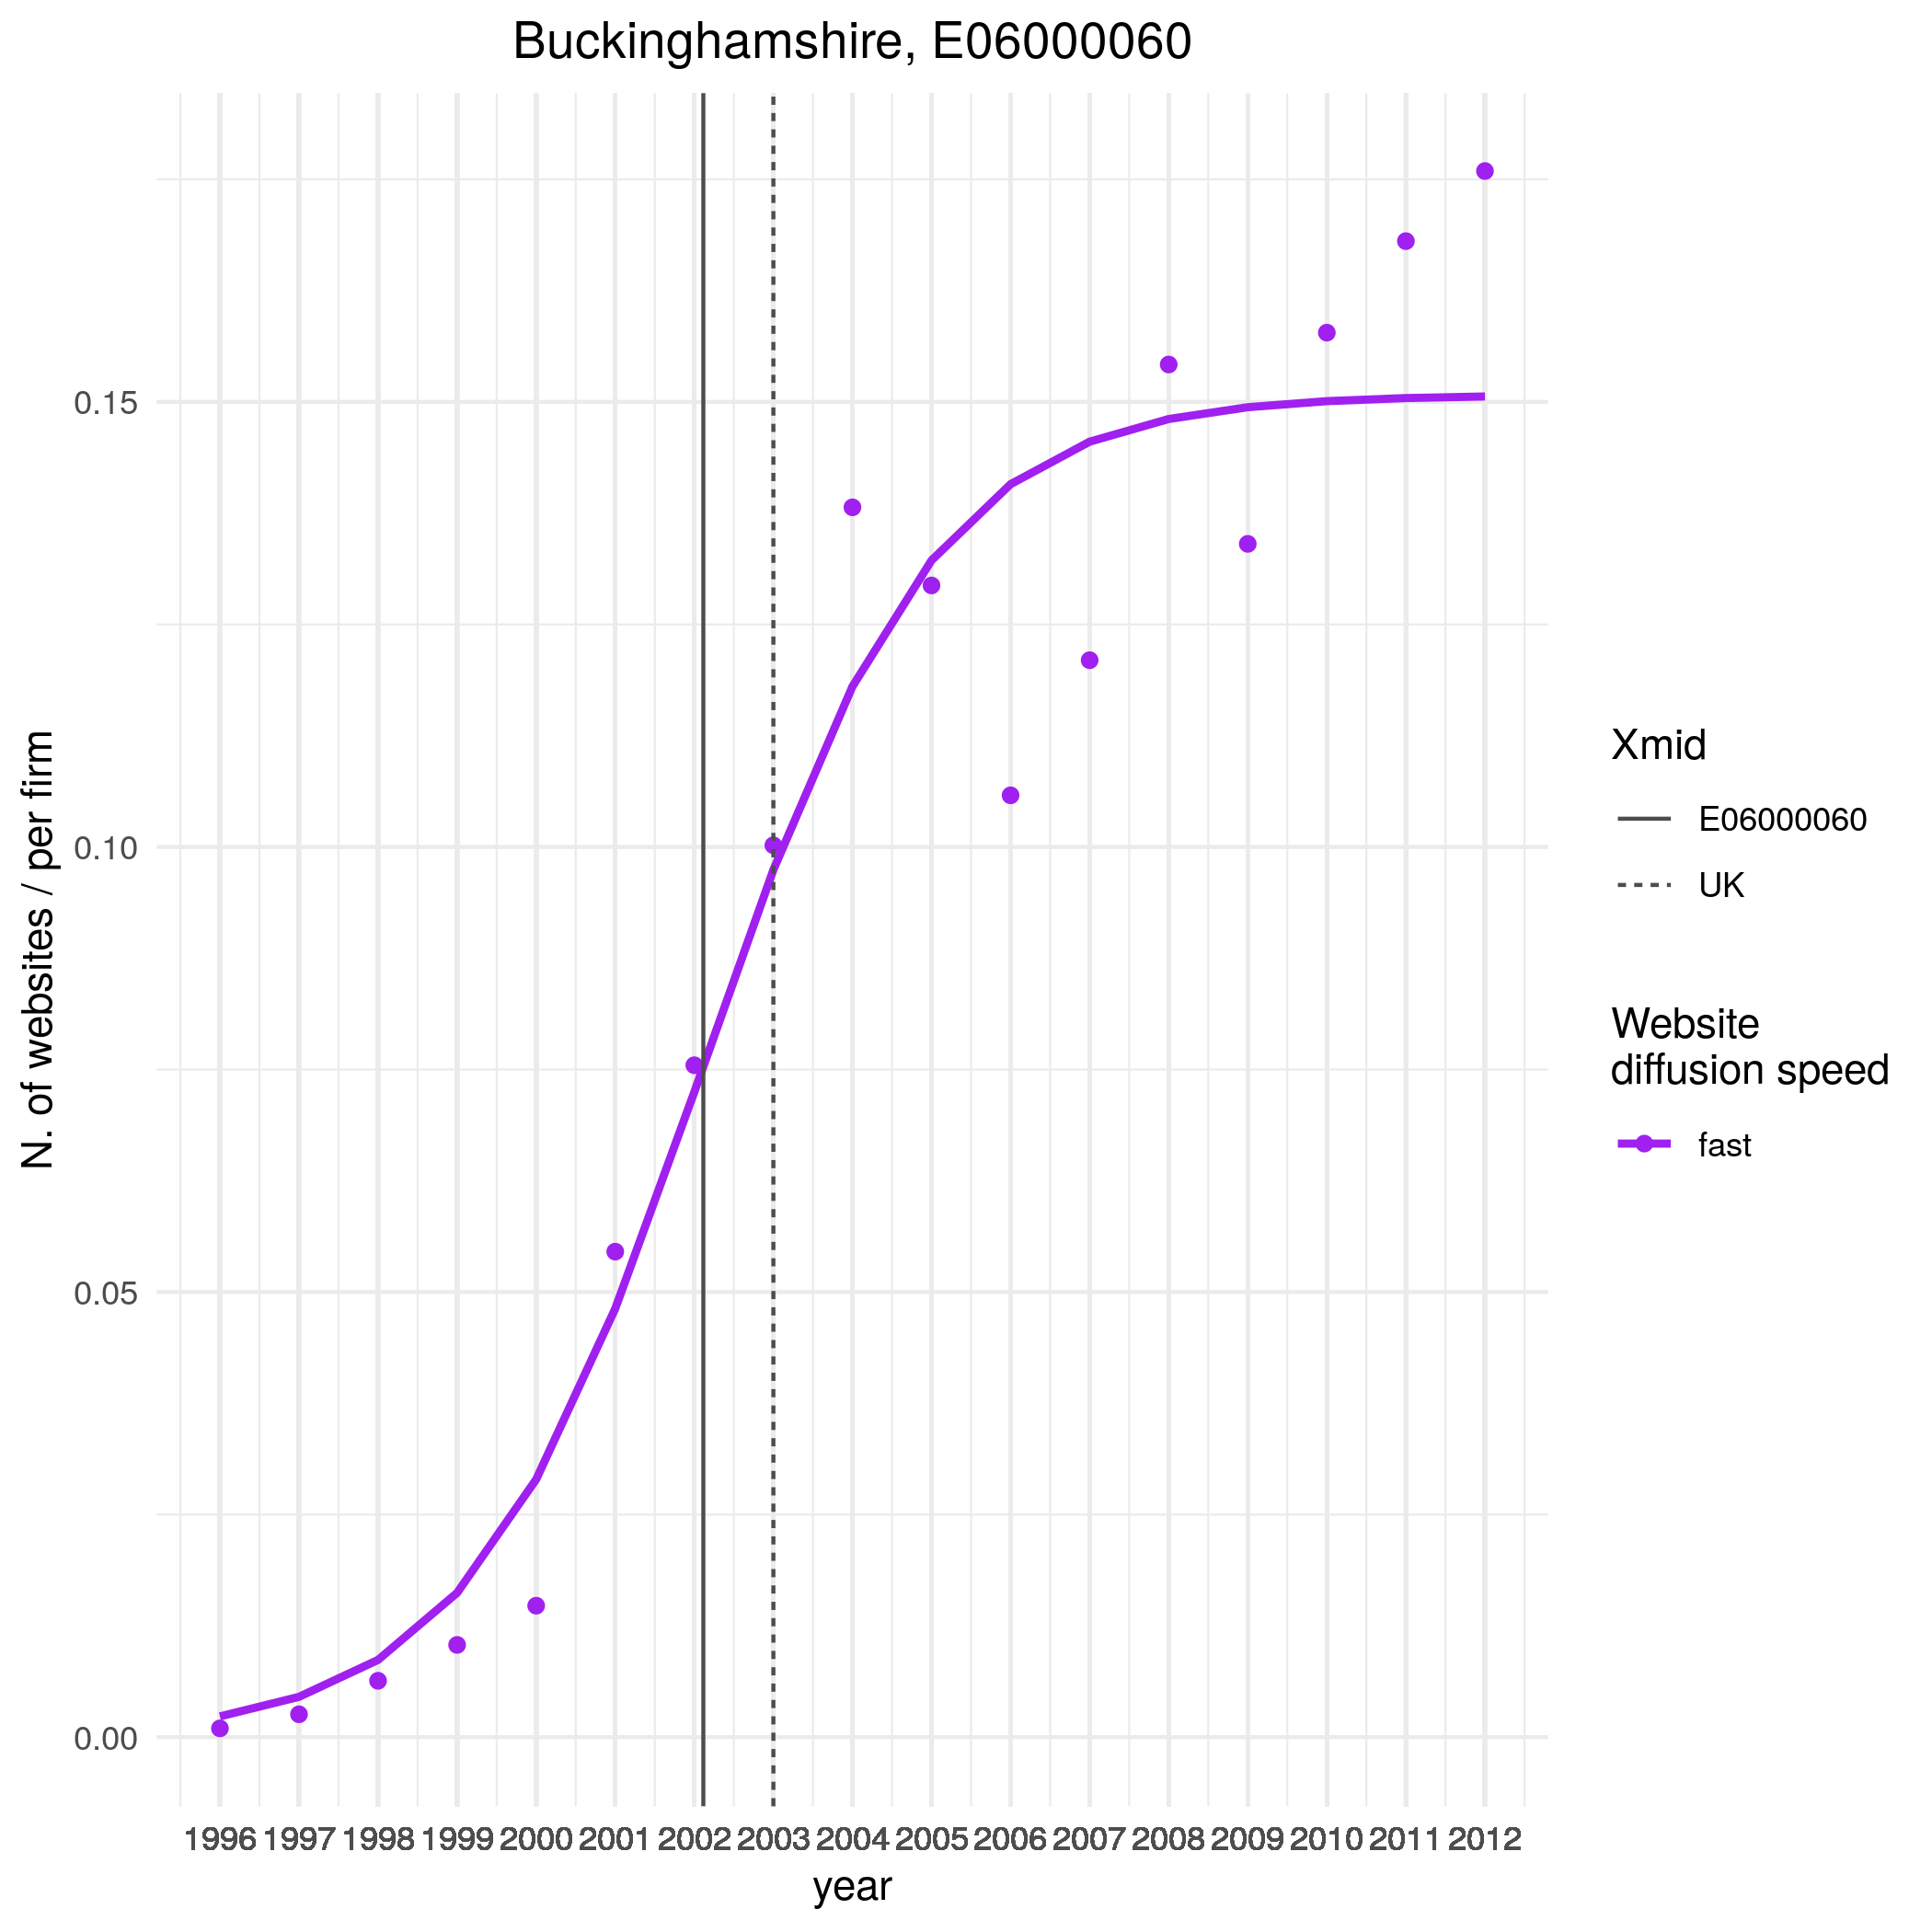 Buckinghamshire, E06000060
N. of websites / per firm
0.15
0.10
0.05
0.00
1996 1997 1998 1999 2000 2001 2002 2003 2004 2005 2006 2007 2008 2009 2010 2011 2012
year
Xmid
E06000060
UK
Website
diffusion speed
fast